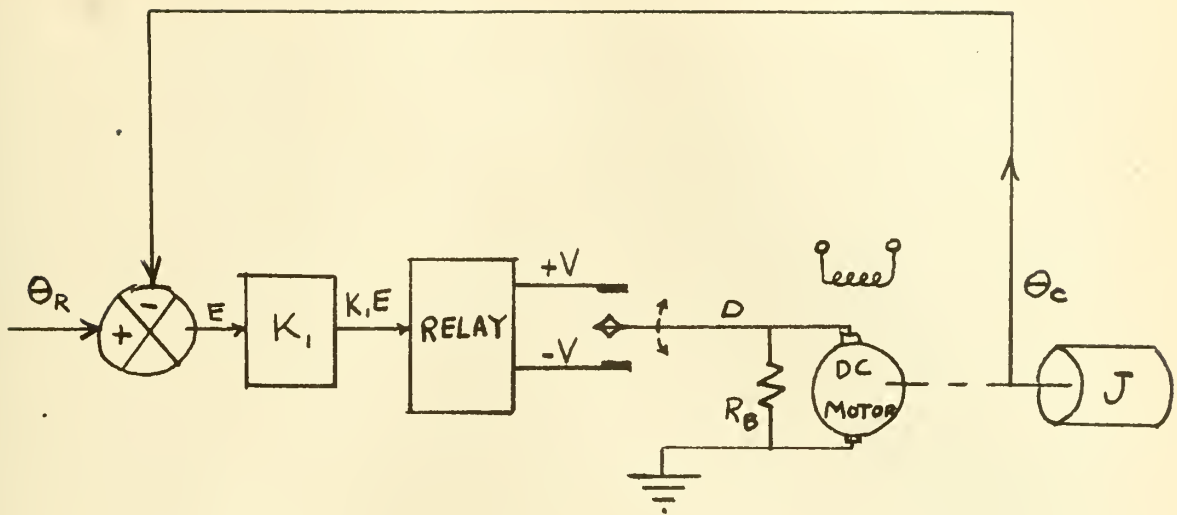 θR
+
-
E
K1
K1E
RELAY
+V
-V
D
RB
DC
MOTOR
θc
J